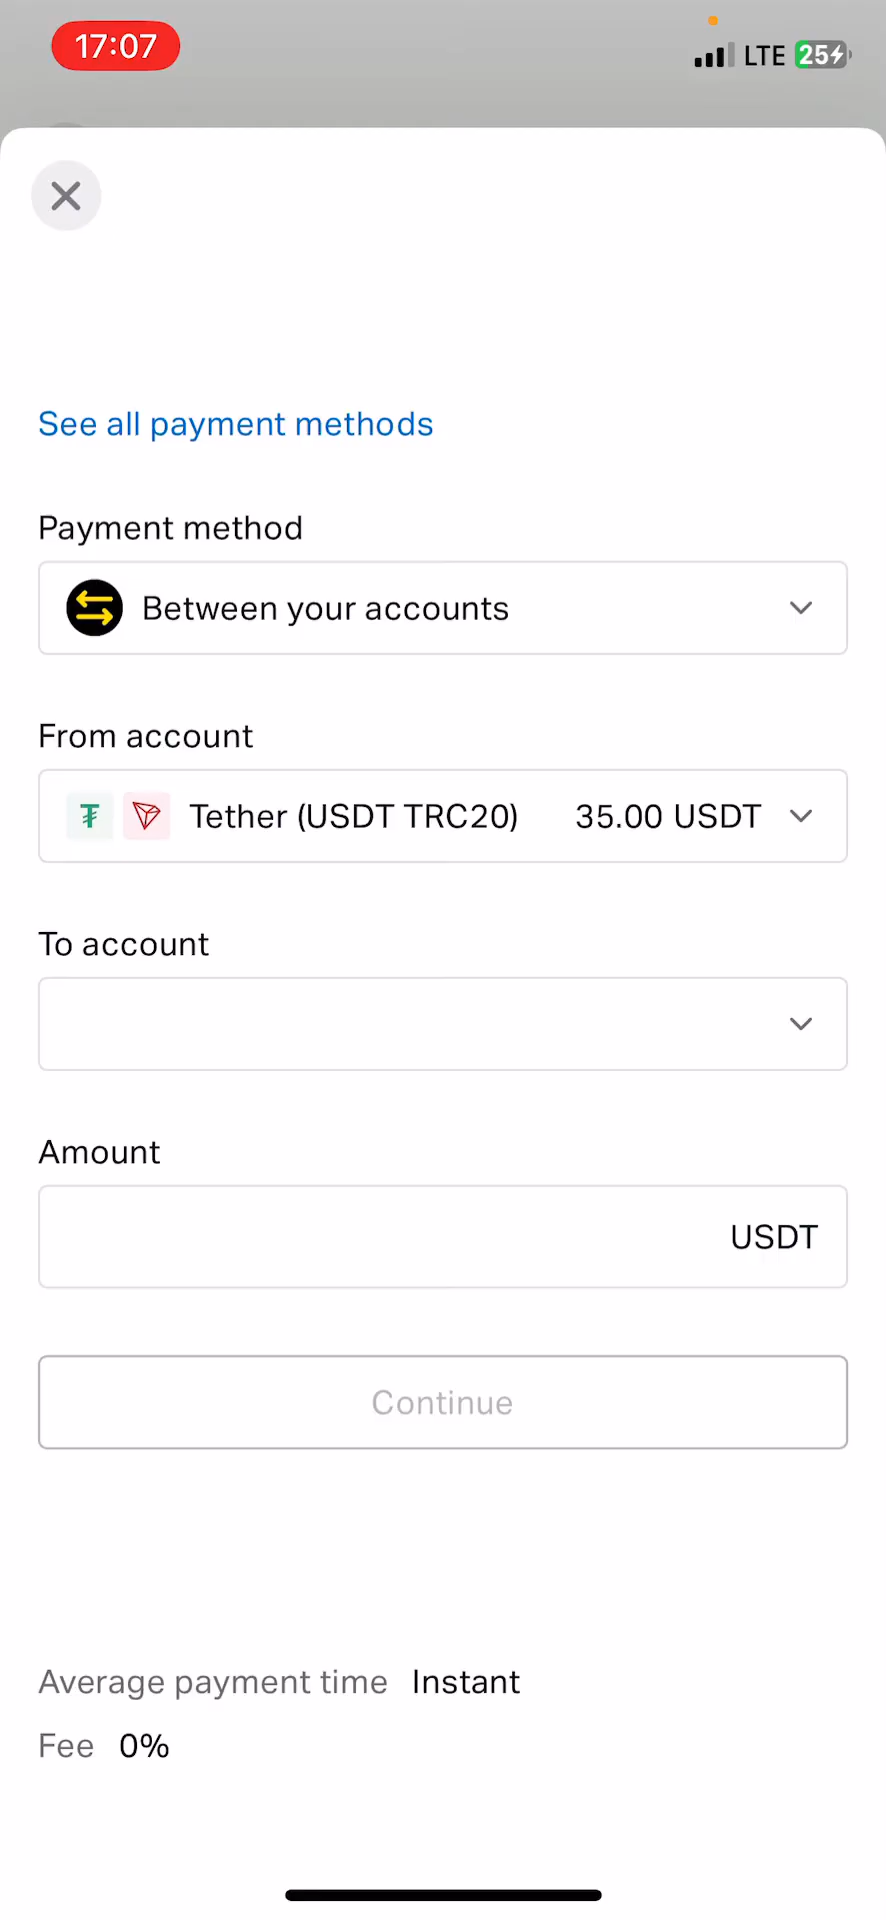 17:07
LTE 25
See all payment methods
Payment method
Between your accounts
From account
Tether (USDT TRC20) 35.00 USDT
To account
Amount
USDT
Continue
Average payment time Instant
Fee 0%